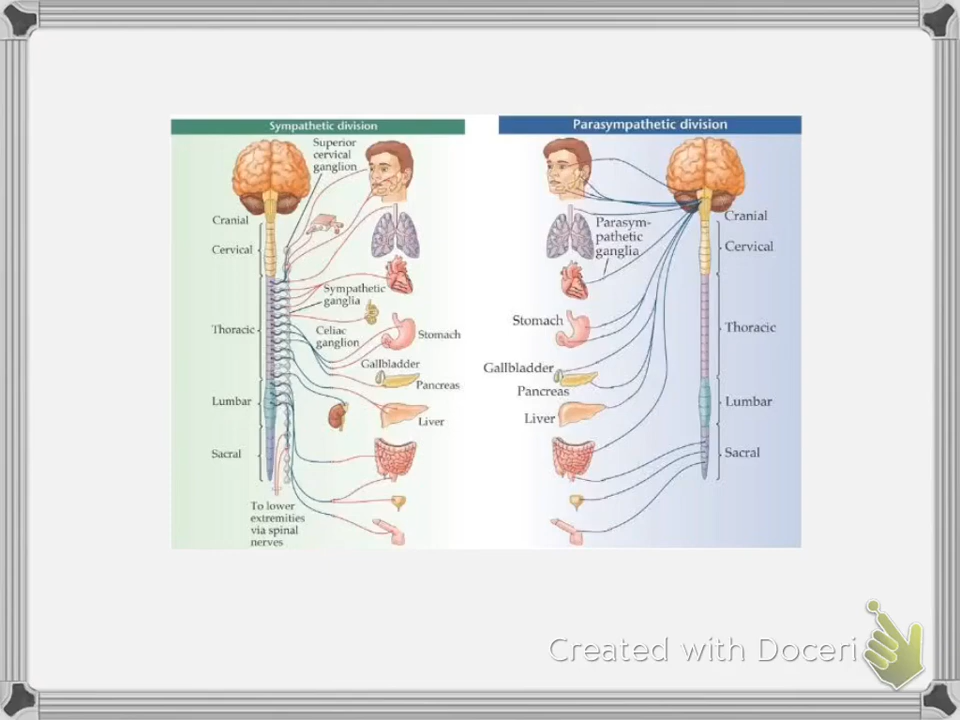 Sympathetic division
Superior
cervical
ganglion
Cranial
Cervical
Sympathetic
ganglia
Thoracic
Celiac
ganglion
Stomach
Gallbladder
Pancreas
Lumbar
Liver
Sacral
To lower
extremities
via spinal
nerves
Parasympathetic division
Cranial
Parasym-
pathetic
ganglia
Cervical
Stomach
Thoracic
Gallbladder
Pancreas
Lumbar
Liver
Sacral
Created with Doceri